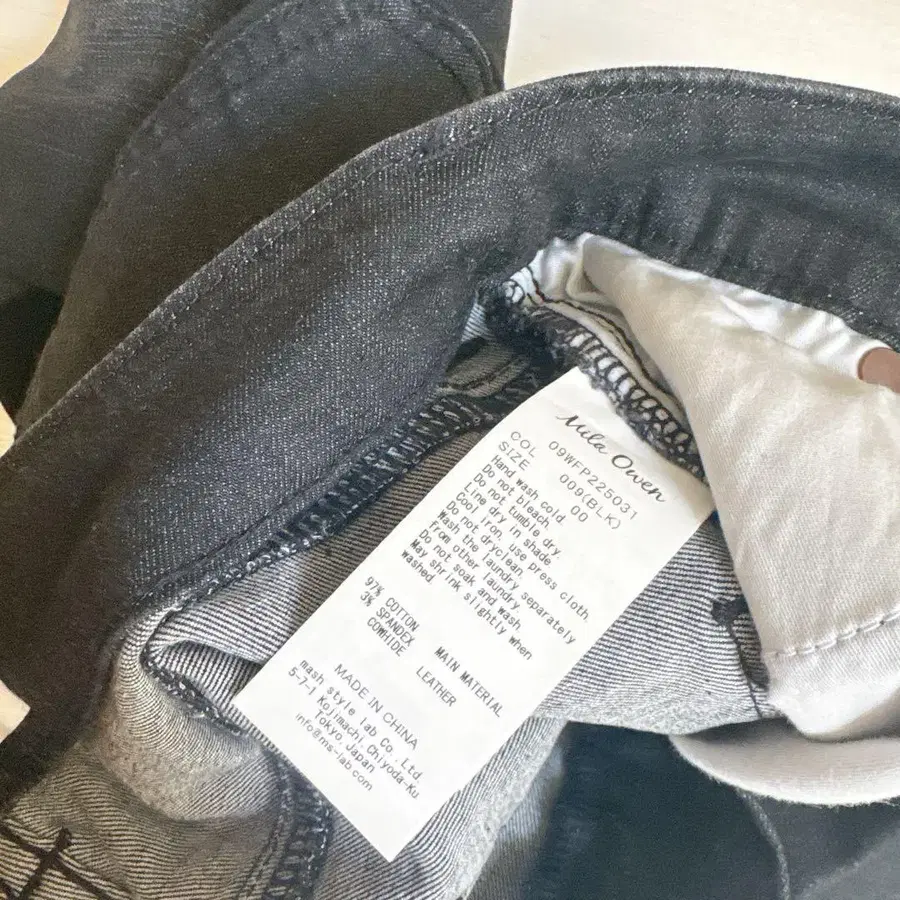 Mila Owen
09WFP225031
COL 009(BLK)
SIZE 00
Hand wash cold.
Do not bleach.
Do not tumble dry.
Line dry in shade.
Cool iron, use press cloth.
Do not dryclean.
Wash the laundry separately
from other laundry.
Do not soak and wash.
May shrink slightly when
washed.
MAIN MATERIAL
97% COTTON
3% SPANDEX
LEATHER
COWHIDE
MADE IN CHINA
mash style lab Co., Ltd.
5-7-1 Kojimachi, Chiyoda-Ku
Tokyo, Japan
info@ms-lab.com